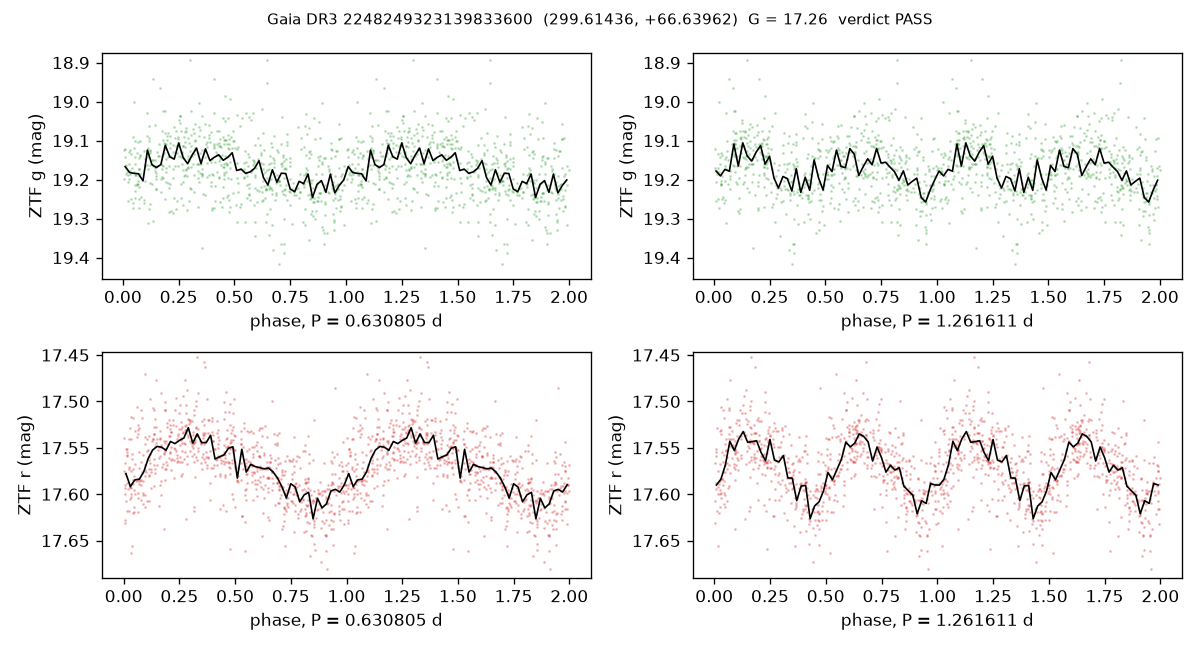 Gaia DR3 2248249323139833600 (299.61436, +66.63962) G = 17.26 verdict PASS
18.9
19.0
19.1
19.2
19.3
19.4
ZTF g (mag)
0.00 0.25 0.50 0.75 1.00 1.25 1.50 1.75 2.00
phase, P = 0.630805 d
18.9
19.0
19.1
19.2
19.3
19.4
ZTF g (mag)
0.00 0.25 0.50 0.75 1.00 1.25 1.50 1.75 2.00
phase, P = 1.261611 d
17.45
17.50
17.55
17.60
17.65
ZTF r (mag)
0.00 0.25 0.50 0.75 1.00 1.25 1.50 1.75 2.00
phase, P = 0.630805 d
17.45
17.50
17.55
17.60
17.65
ZTF r (mag)
0.00 0.25 0.50 0.75 1.00 1.25 1.50 1.75 2.00
phase, P = 1.261611 d